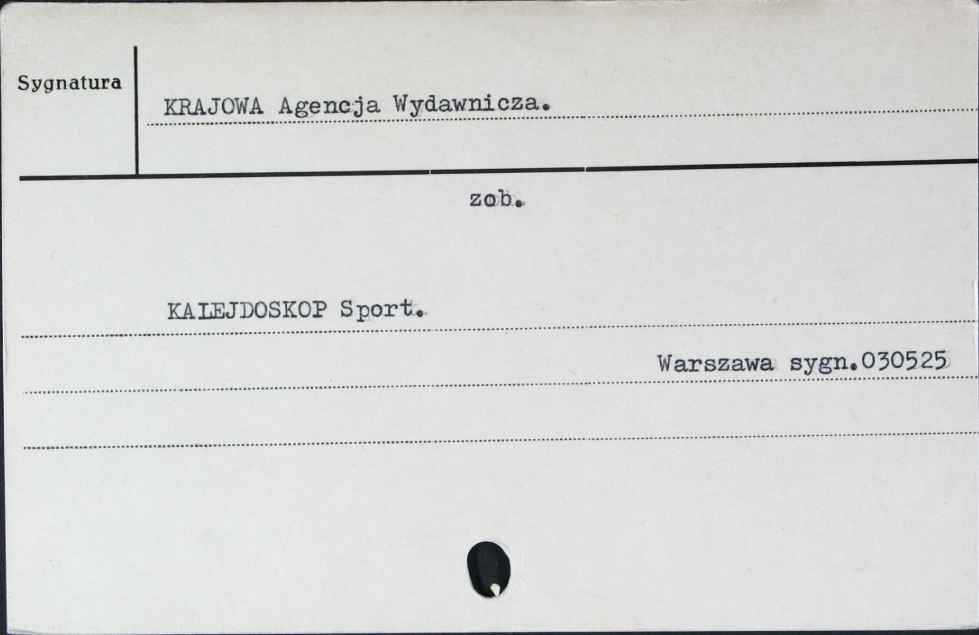 Sygnatura
KRAJOWA Agencja Wydawnicza.
zob.
KALEJDOSKOP Sport.
Warszawa sygn.030525